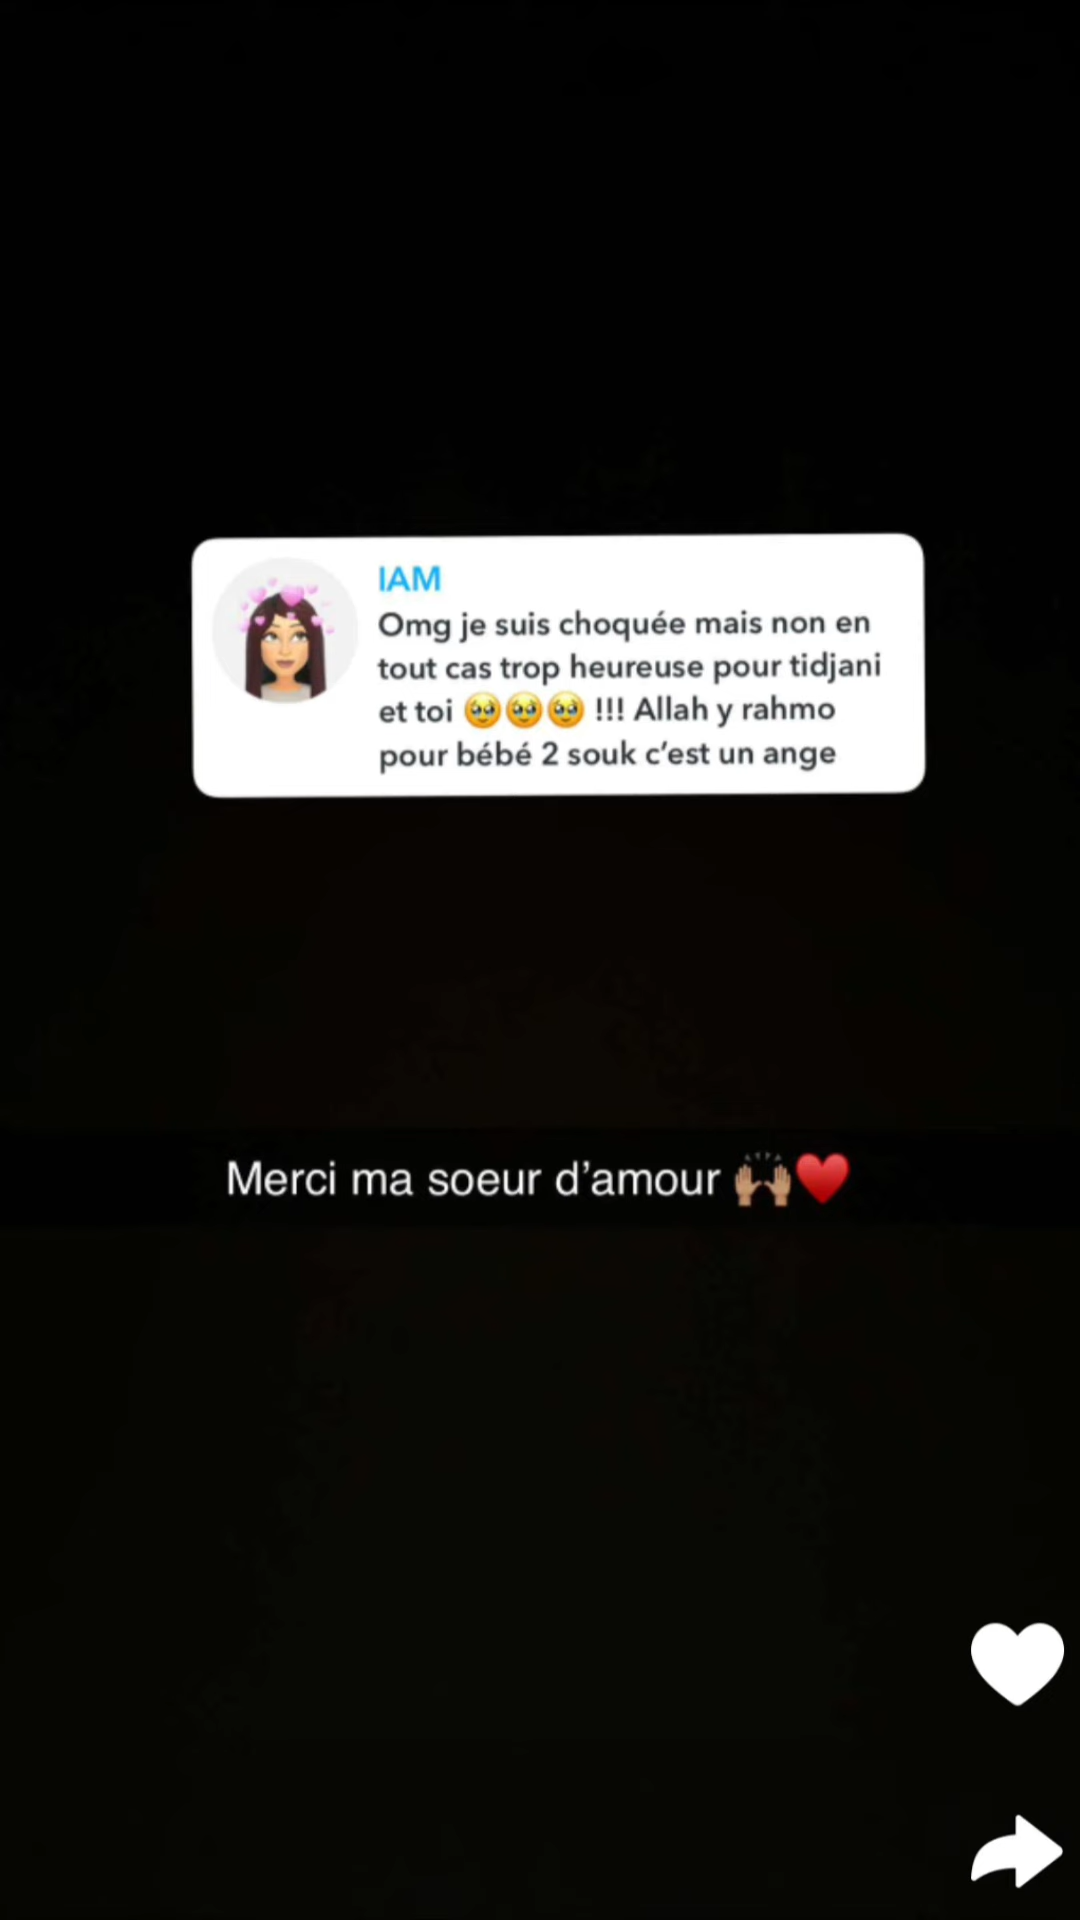 IAM
Omg je suis choquée mais non en
tout cas trop heureuse pour tidjani
et toi 🥹🥹🥹 !!! Allah y rahmo
pour bébé 2 souk c’est un ange
Merci ma soeur d’amour 🙌🏽♥️